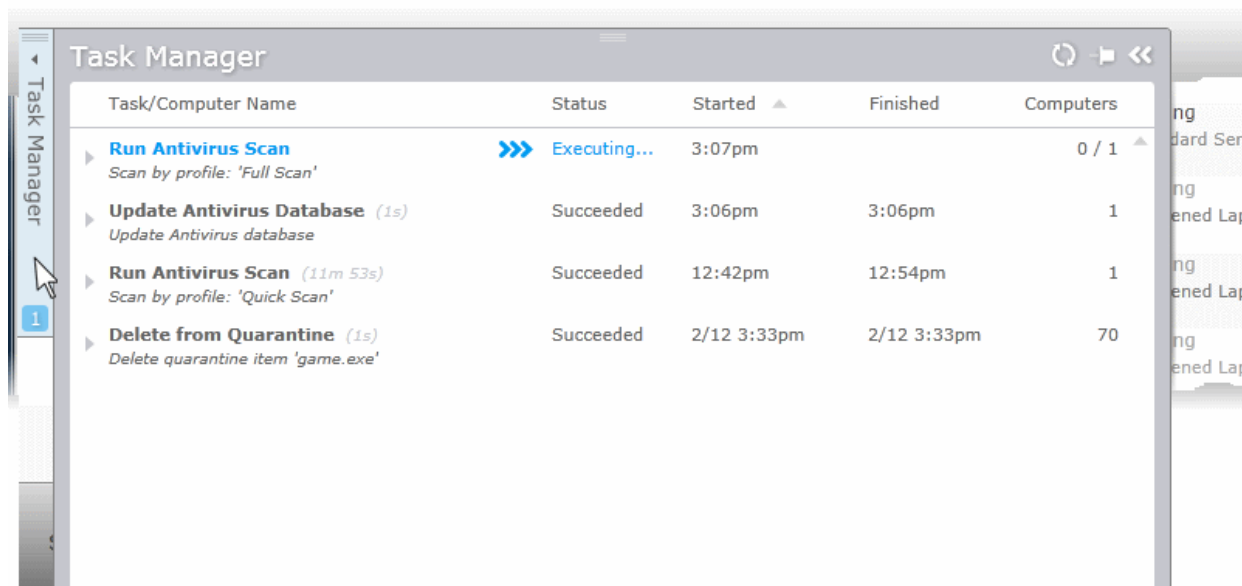 Task Manager
Task Manager
Task/Computer Name Status Started Finished Computers
Run Antivirus Scan Executing... 3:07pm 0 / 1
Scan by profile: 'Full Scan'
Update Antivirus Database (1s) Succeeded 3:06pm 3:06pm 1
Update Antivirus database
Run Antivirus Scan (11m 53s) Succeeded 12:42pm 12:54pm 1
Scan by profile: 'Quick Scan'
Delete from Quarantine (1s) Succeeded 2/12 3:33pm 2/12 3:33pm 70
Delete quarantine item 'game.exe'
1